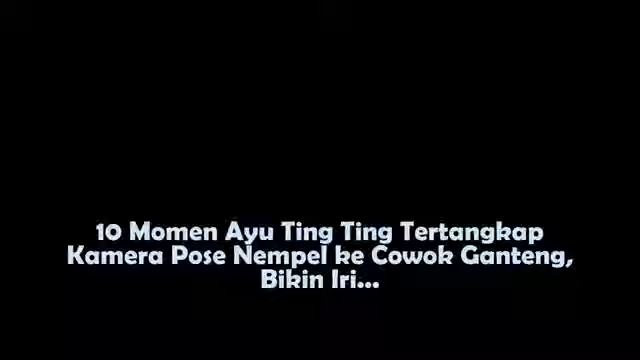 10 Momen Ayu Ting Ting Tertangkap
Kamera Pose Nempel ke Cowok Ganteng,
Bikin Iri...